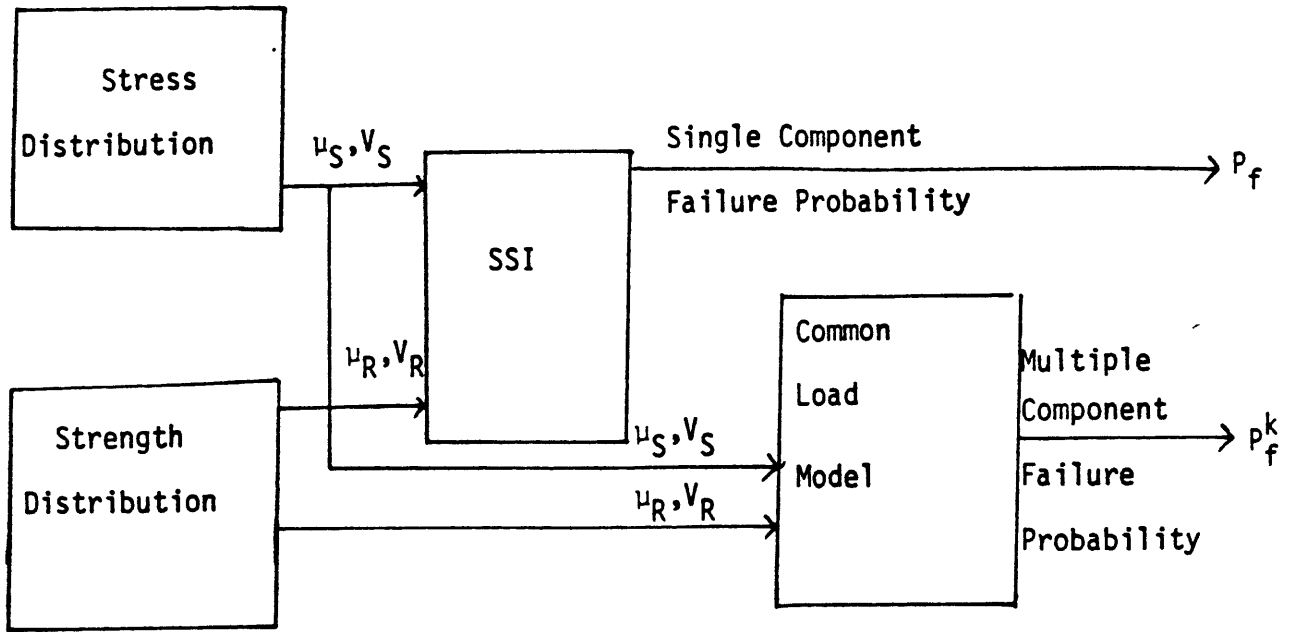 Stress
Distribution
μS,VS
SSI
Single Component
Failure Probability
Pf
μR,VR
Strength
Distribution
μS,VS
μR,VR
Common
Load
Model
Multiple
Component
Failure
Probability
Pfk